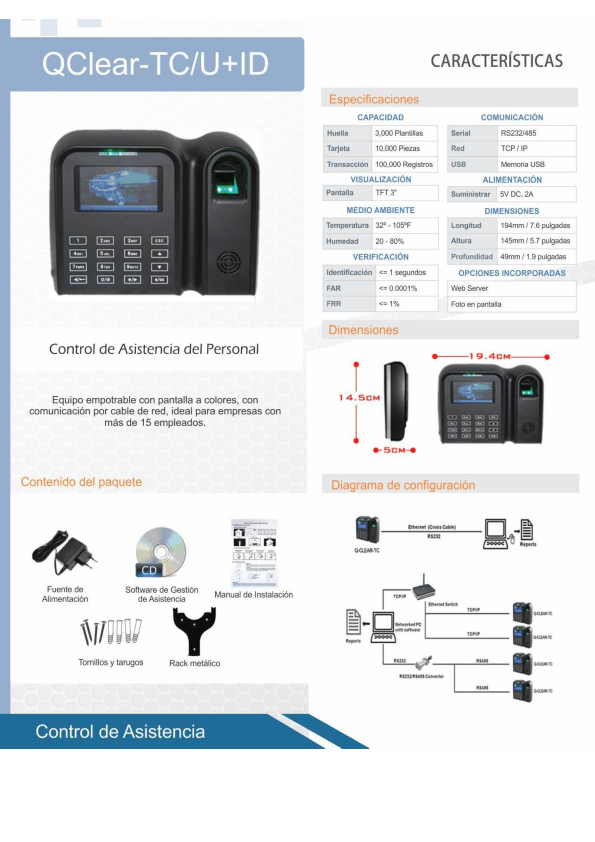 QClear-TC/U+ID
CARACTERÍSTICAS
Control de Asistencia del Personal
Equipo empotrable con pantalla a colores, con
comunicación por cable de red, ideal para empresas con
más de 15 empleados.
Contenido del paquete
CD
Fuente de
Alimentación
Software de Gestión
de Asistencia
Manual de Instalación
Tornillos y tarugos
Rack metálico
Especificaciones
CAPACIDAD
Huella 3,000 Plantillas
Tarjeta 10,000 Piezas
Transacción 100,000 Registros
VISUALIZACIÓN
Pantalla TFT 3"
MEDIO AMBIENTE
Temperatura 32º - 105ºF
Humedad 20 - 80%
VERIFICACIÓN
Identificación <= 1 segundos
FAR <= 0.0001%
FRR <= 1%
COMUNICACIÓN
Serial RS232/485
Red TCP / IP
USB Memoria USB
ALIMENTACIÓN
Suministrar 5V DC, 2A
DIMENSIONES
Longitud 194mm / 7.6 pulgadas
Altura 145mm / 5.7 pulgadas
Profundidad 49mm / 1.9 pulgadas
OPCIONES INCORPORADAS
Web Server
Foto en pantalla
Dimensiones
19.4CM
14.5CM
5CM
Diagrama de configuración
Ethernet (Cross Cable)
RS232
Q-CLEAR-TC
Reports
TCP/IP
Ethernet Switch
TCP/IP
Q-CLEAR-TC
Networked PC
with software
Reports
TCP/IP
Q-CLEAR-TC
RS232
RS485
Q-CLEAR-TC
RS232/RS485 Converter
RS485
Q-CLEAR-TC
Control de Asistencia